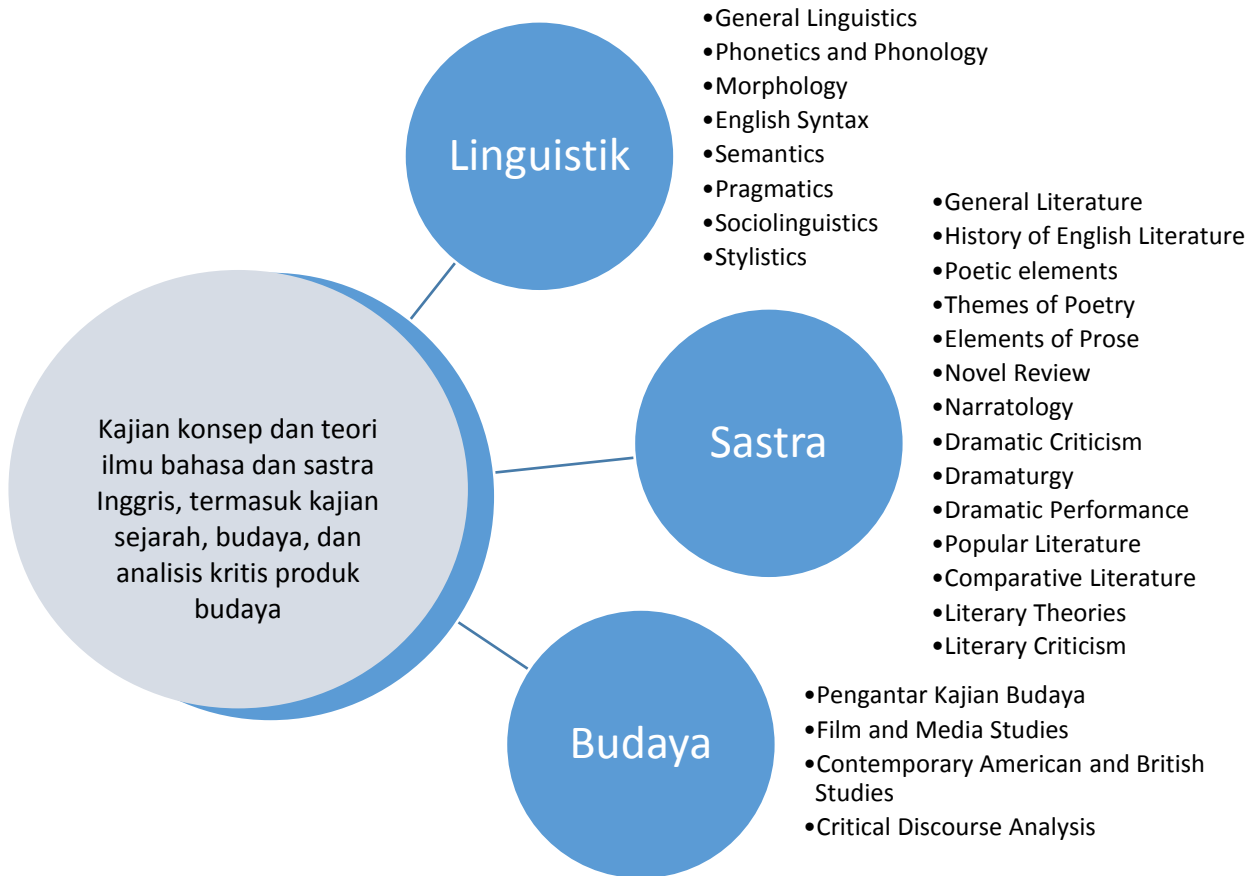 Kajian konsep dan teori
ilmu bahasa dan sastra
Inggris, termasuk kajian
sejarah, budaya, dan
analisis kritis produk
budaya
Linguistik
•General Linguistics
•Phonetics and Phonology
•Morphology
•English Syntax
•Semantics
•Pragmatics
•Sociolinguistics
•Stylistics
Sastra
•General Literature
•History of English Literature
•Poetic elements
•Themes of Poetry
•Elements of Prose
•Novel Review
•Narratology
•Dramatic Criticism
•Dramaturgy
•Dramatic Performance
•Popular Literature
•Comparative Literature
•Literary Theories
•Literary Criticism
Budaya
•Pengantar Kajian Budaya
•Film and Media Studies
•Contemporary American and British
Studies
•Critical Discourse Analysis